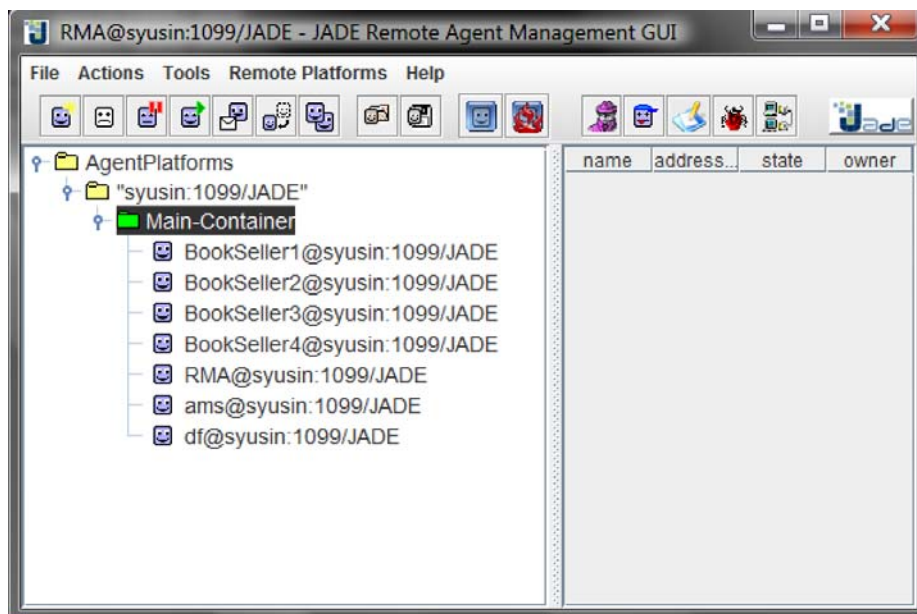 RMA@syusin:1099/JADE - JADE Remote Agent Management GUI
File Actions Tools Remote Platforms Help
Jade
AgentPlatforms
"syusin:1099/JADE"
Main-Container
BookSeller1@syusin:1099/JADE
BookSeller2@syusin:1099/JADE
BookSeller3@syusin:1099/JADE
BookSeller4@syusin:1099/JADE
RMA@syusin:1099/JADE
ams@syusin:1099/JADE
df@syusin:1099/JADE
name address... state owner